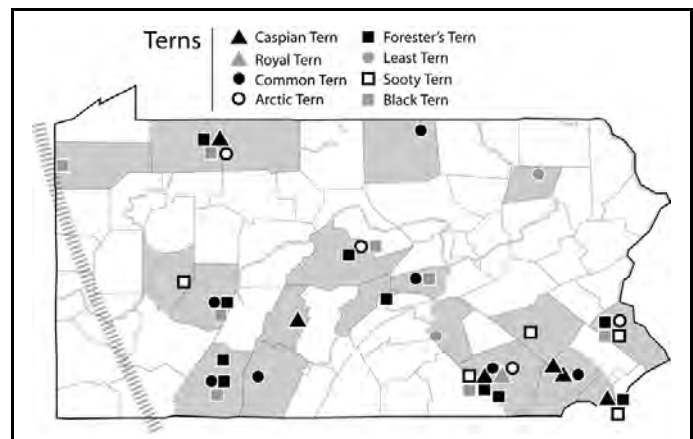 Terns
Caspian Tern
Royal Tern
Common Tern
Arctic Tern
Forester's Tern
Least Tern
Sooty Tern
Black Tern